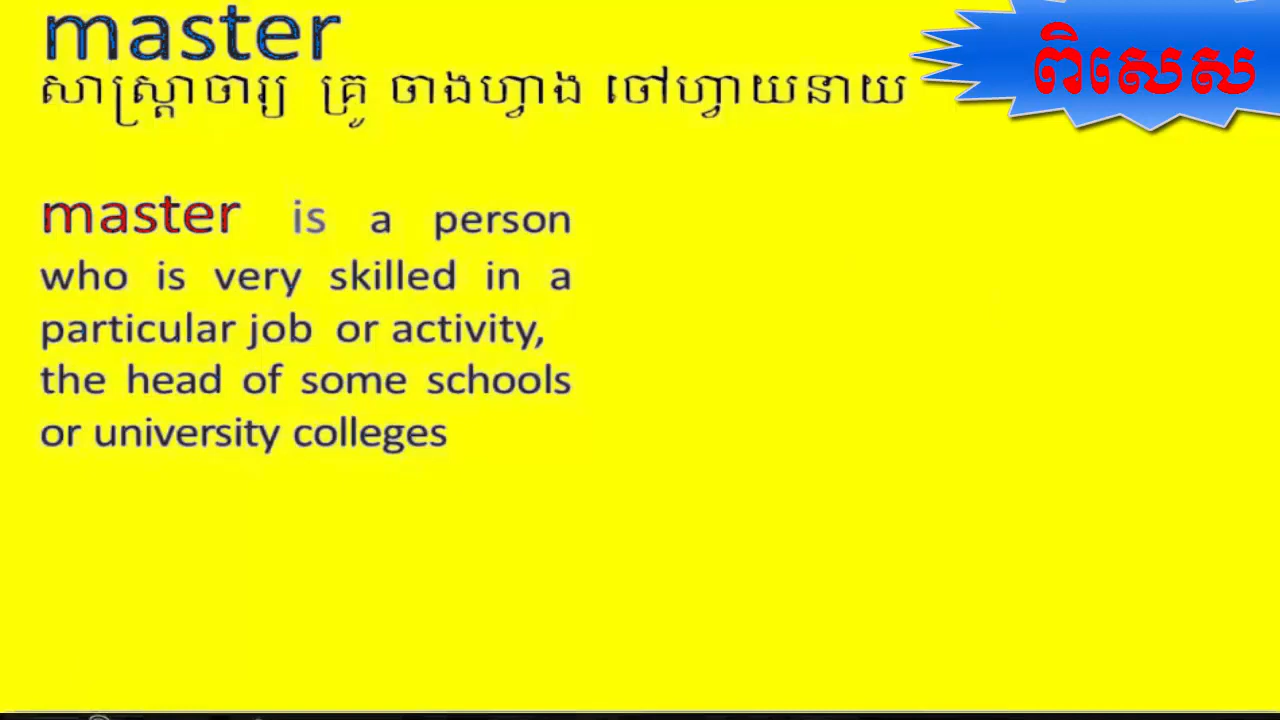 master
សាស្ត្រាចារ្យ គ្រូ ចាងហ្វាង ចៅហ្វាយនាយ
ពិសេស
master is a person
who is very skilled in a
particular job or activity,
the head of some schools
or university colleges